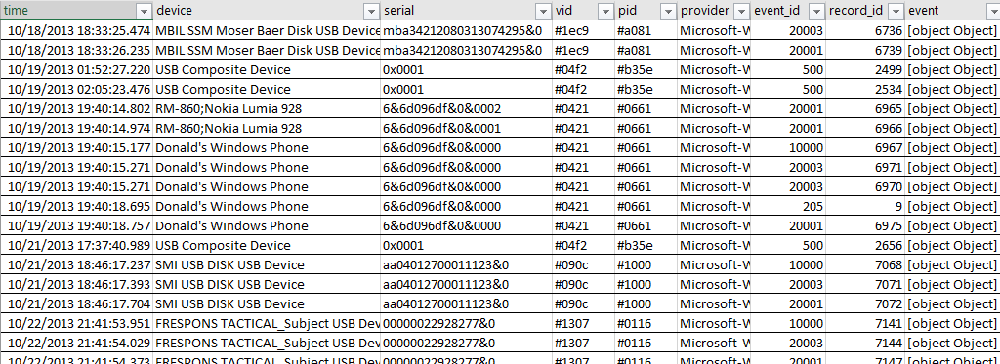 time device serial vid pid provider event_id record_id event
10/18/2013 18:33:25.474 MBIL SSM Moser Baer Disk USB Device mba34212080313074295&0 #1ec9 #a081 Microsoft-W 20003 6736 [object Object]
10/18/2013 18:33:26.235 MBIL SSM Moser Baer Disk USB Device mba34212080313074295&0 #1ec9 #a081 Microsoft-W 20001 6739 [object Object]
10/19/2013 01:52:27.220 USB Composite Device 0x0001 #04f2 #b35e Microsoft-W 500 2499 [object Object]
10/19/2013 02:05:23.476 USB Composite Device 0x0001 #04f2 #b35e Microsoft-W 500 2534 [object Object]
10/19/2013 19:40:14.802 RM-860;Nokia Lumia 928 6&6d096df&0&0002 #0421 #0661 Microsoft-W 20001 6965 [object Object]
10/19/2013 19:40:14.974 RM-860;Nokia Lumia 928 6&6d096df&0&0001 #0421 #0661 Microsoft-W 20001 6966 [object Object]
10/19/2013 19:40:15.177 Donald's Windows Phone 6&6d096df&0&0000 #0421 #0661 Microsoft-W 10000 6967 [object Object]
10/19/2013 19:40:15.271 Donald's Windows Phone 6&6d096df&0&0000 #0421 #0661 Microsoft-W 20003 6971 [object Object]
10/19/2013 19:40:15.271 Donald's Windows Phone 6&6d096df&0&0000 #0421 #0661 Microsoft-W 20003 6970 [object Object]
10/19/2013 19:40:18.695 Donald's Windows Phone 6&6d096df&0&0000 #0421 #0661 Microsoft-W 205 9 [object Object]
10/19/2013 19:40:18.757 Donald's Windows Phone 6&6d096df&0&0000 #0421 #0661 Microsoft-W 20001 6975 [object Object]
10/21/2013 17:37:40.989 USB Composite Device 0x0001 #04f2 #b35e Microsoft-W 500 2656 [object Object]
10/21/2013 18:46:17.237 SMI USB DISK USB Device aa04012700011123&0 #090c #1000 Microsoft-W 10000 7068 [object Object]
10/21/2013 18:46:17.393 SMI USB DISK USB Device aa04012700011123&0 #090c #1000 Microsoft-W 20003 7071 [object Object]
10/21/2013 18:46:17.704 SMI USB DISK USB Device aa04012700011123&0 #090c #1000 Microsoft-W 20001 7072 [object Object]
10/22/2013 21:41:53.951 FRESPONS TACTICAL_Subject USB Dev 00000022928277&0 #1307 #0116 Microsoft-W 10000 7141 [object Object]
10/22/2013 21:41:54.029 FRESPONS TACTICAL_Subject USB Dev 00000022928277&0 #1307 #0116 Microsoft-W 20003 7144 [object Object]
10/22/2013 21:41:54.373 FRESPONS TACTICAL_Subject USB Dev 00000022928277&0 #1307 #0116 Microsoft-W 20001 7147 [object Object]